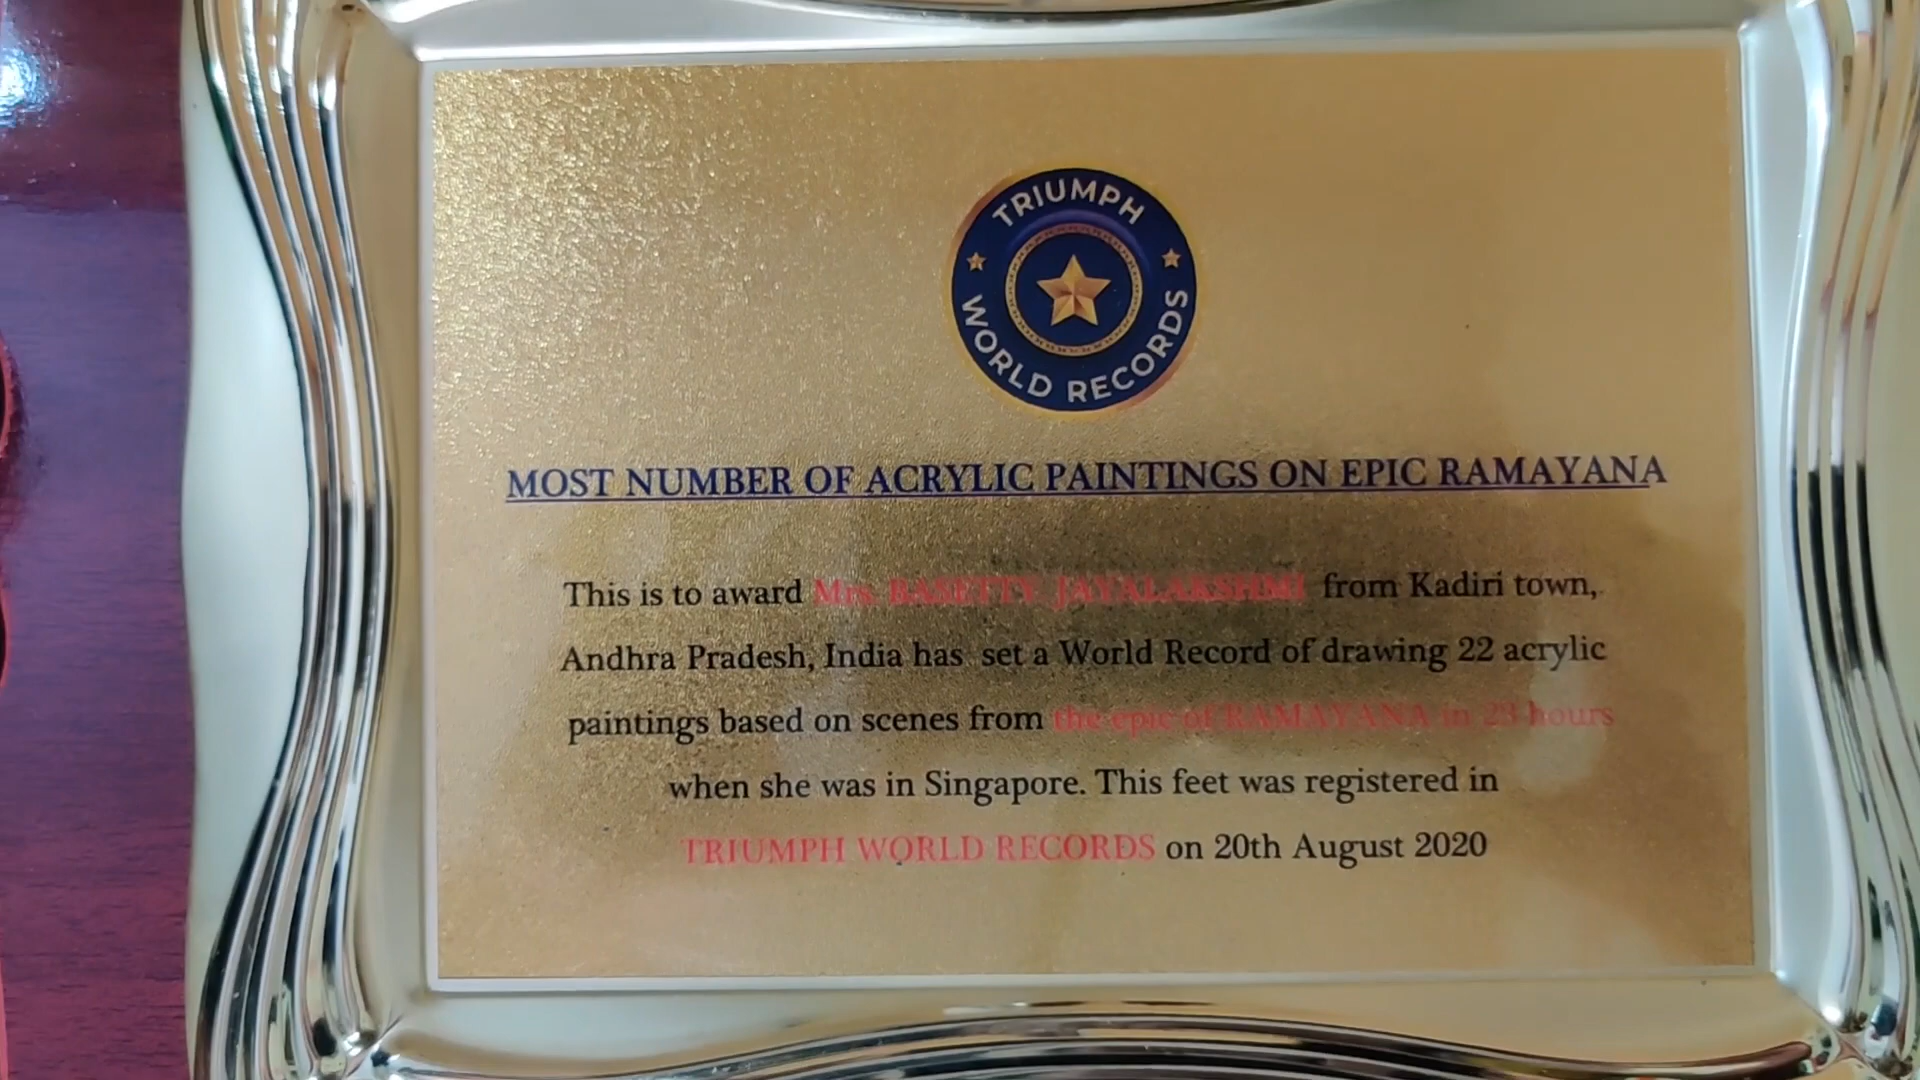 TRIUMPH
WORLD RECORDS
MOST NUMBER OF ACRYLIC PAINTINGS ON EPIC RAMAYANA
This is to award Mrs. BASETTY JAYALAKSHMI from Kadiri town,
Andhra Pradesh, India has set a World Record of drawing 22 acrylic
paintings based on scenes from the epic of RAMAYANA in 23 hours
when she was in Singapore. This feet was registered in
TRIUMPH WORLD RECORDS on 20th August 2020